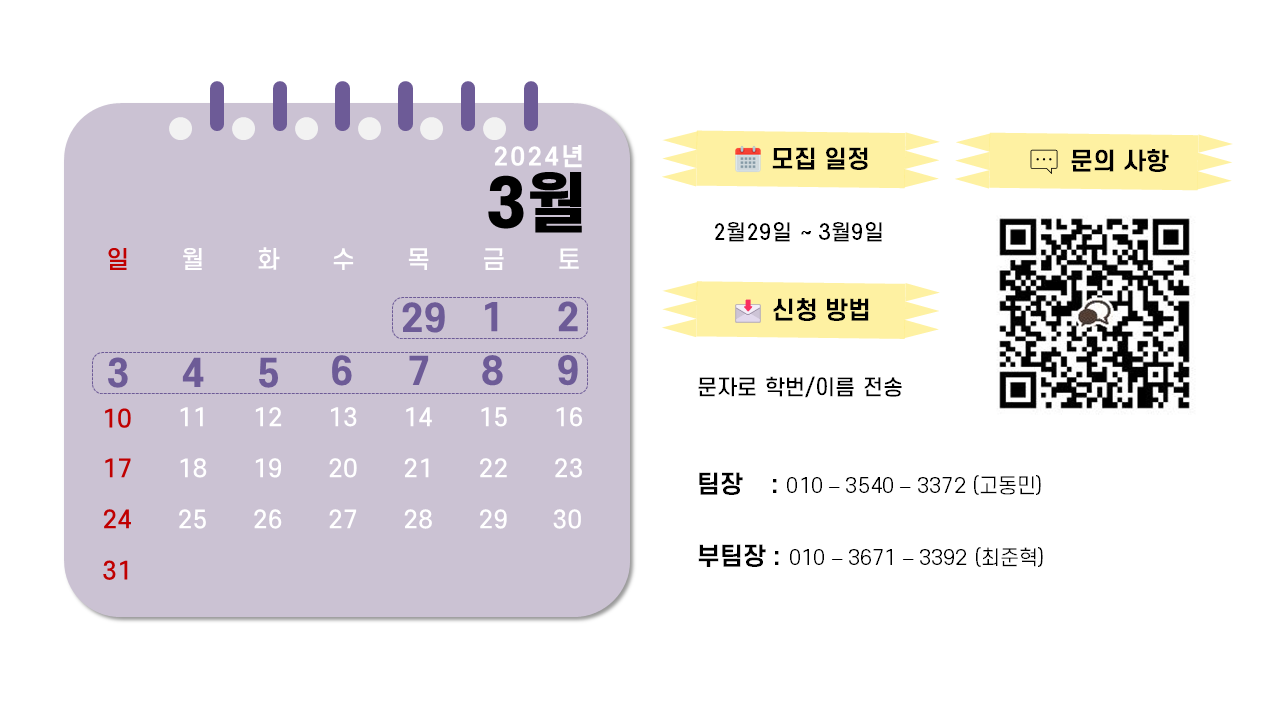 2024년
3월
일 월 화 수 목 금 토
29 1 2
3 4 5 6 7 8 9
10 11 12 13 14 15 16
17 18 19 20 21 22 23
24 25 26 27 28 29 30
31
모집 일정
2월29일 ~ 3월9일
신청 방법
문자로 학번/이름 전송
문의 사항
팀장 : 010 – 3540 – 3372 (고동민)
부팀장 : 010 – 3671 – 3392 (최준혁)